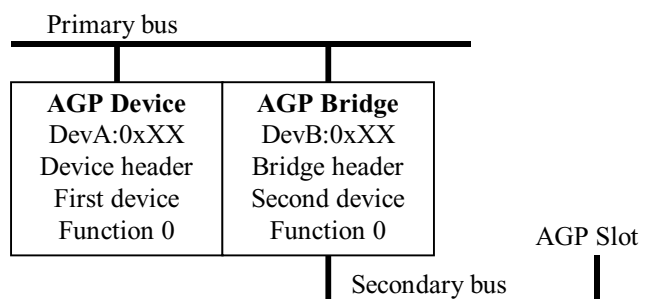 Primary bus
AGP Device
DevA:0xXX
Device header
First device
Function 0
AGP Bridge
DevB:0xXX
Bridge header
Second device
Function 0
AGP Slot
Secondary bus